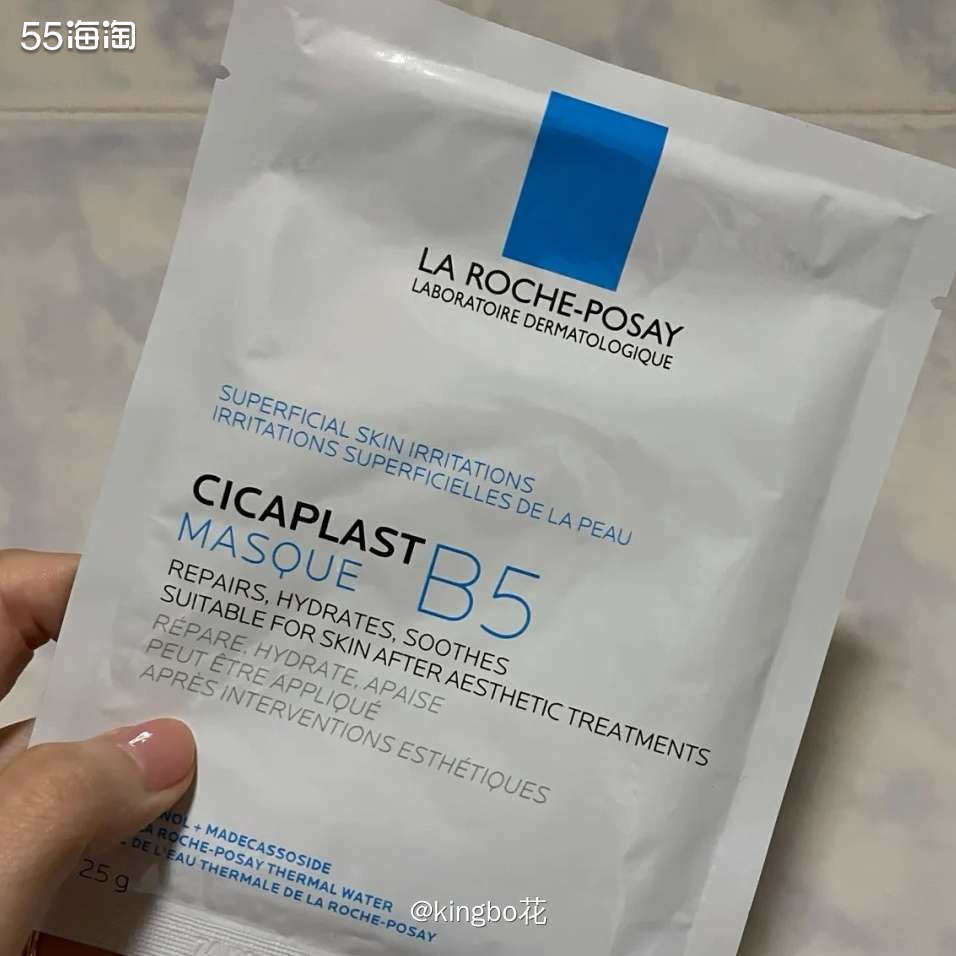 55海淘
LA ROCHE-POSAY
LABORATOIRE DERMATOLOGIQUE
SUPERFICIAL SKIN IRRITATIONS
IRRITATIONS SUPERFICIELLES DE LA PEAU
CICAPLAST
MASQUE B5
REPAIRS, HYDRATES, SOOTHES
SUITABLE FOR SKIN AFTER AESTHETIC TREATMENTS
RÉPARE, HYDRATE, APAISE
PEUT ÊTRE APPLIQUÉ
APRÈS INTERVENTIONS ESTHÉTIQUES
+ MADECASSOSIDE
LA ROCHE-POSAY THERMAL WATER
DE L'EAU THERMALE DE LA ROCHE-POSAY
25 g
@kingbo花